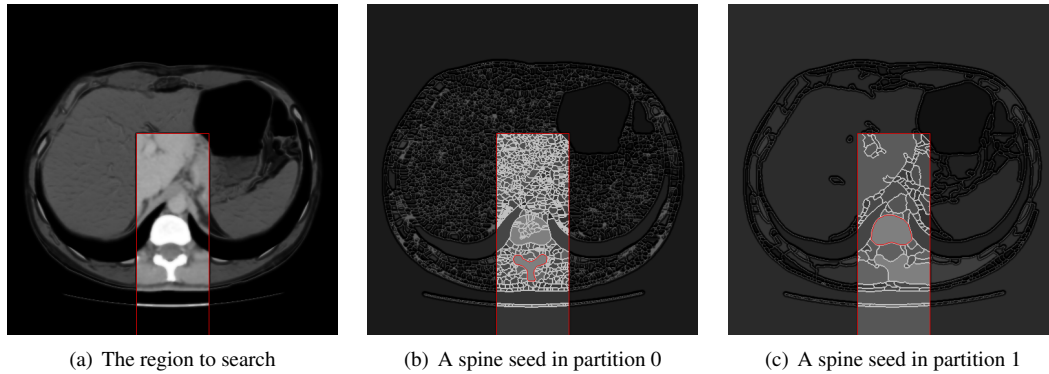 (a) The region to search
(b) A spine seed in partition 0
(c) A spine seed in partition 1